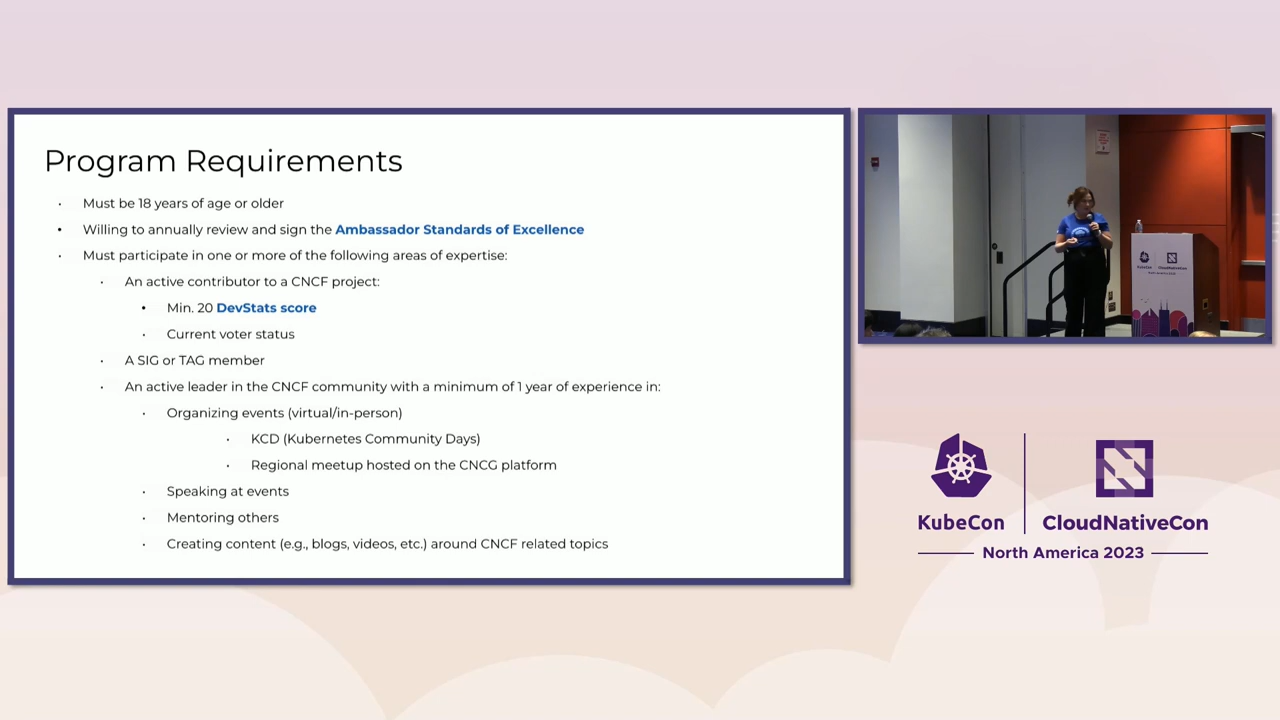 Program Requirements
Must be 18 years of age or older
Willing to annually review and sign the Ambassador Standards of Excellence
Must participate in one or more of the following areas of expertise:
An active contributor to a CNCF project:
Min. 20 DevStats score
Current voter status
A SIG or TAG member
An active leader in the CNCF community with a minimum of 1 year of experience in:
Organizing events (virtual/in-person)
KCD (Kubernetes Community Days)
Regional meetup hosted on the CNCG platform
Speaking at events
Mentoring others
Creating content (e.g., blogs, videos, etc.) around CNCF related topics
KubeCon CloudNativeCon
KubeCon CloudNativeCon
North America 2023